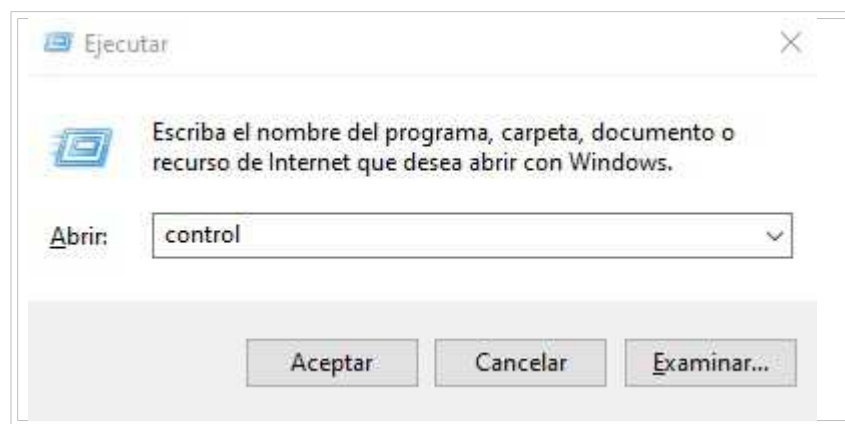 Ejecutar
Escriba el nombre del programa, carpeta, documento o
recurso de Internet que desea abrir con Windows.
Abrir: control
Aceptar Cancelar Examinar...